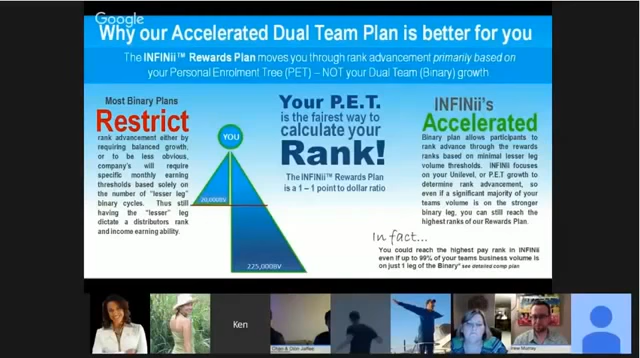 Google
Why our Accelerated Dual Team Plan is better for you
The INFINii™ Rewards Plan moves you through rank advancement primarily based on
your Personal Enrolment Tree (PET) – NOT your Dual Team (Binary) growth
Most Binary Plans
Restrict
rank advancement either by
requiring balanced growth,
or to be less obvious,
company's will require
specific monthly earning
thresholds based solely on
the number of "lesser leg"
binary cycles. Thus still
having the "lesser" leg
dictate a distributors rank
and income earning ability.
YOU
20,000BV
225,000BV
Your P.E.T.
is the fairest way to
calculate your
Rank!
The INFINii™ Rewards Plan
is a 1 – 1 point to dollar ratio
INFINii's
Accelerated
Binary plan allows participants to
rank advance through the rewards
ranks based on minimal lesser leg
volume thresholds. INFINii focuses
on your Unilevel, or P.E.T growth to
determine rank advancement, so
even if a significant majority of your
teams volume is on the stronger
binary leg, you can still reach the
highest ranks of our Rewards Plan.
In fact...
You could reach the highest pay rank in INFINii
even if up to 99% of your teams business volume is
on just 1 leg of the Binary* see detailed comp plan
Ken
Murray